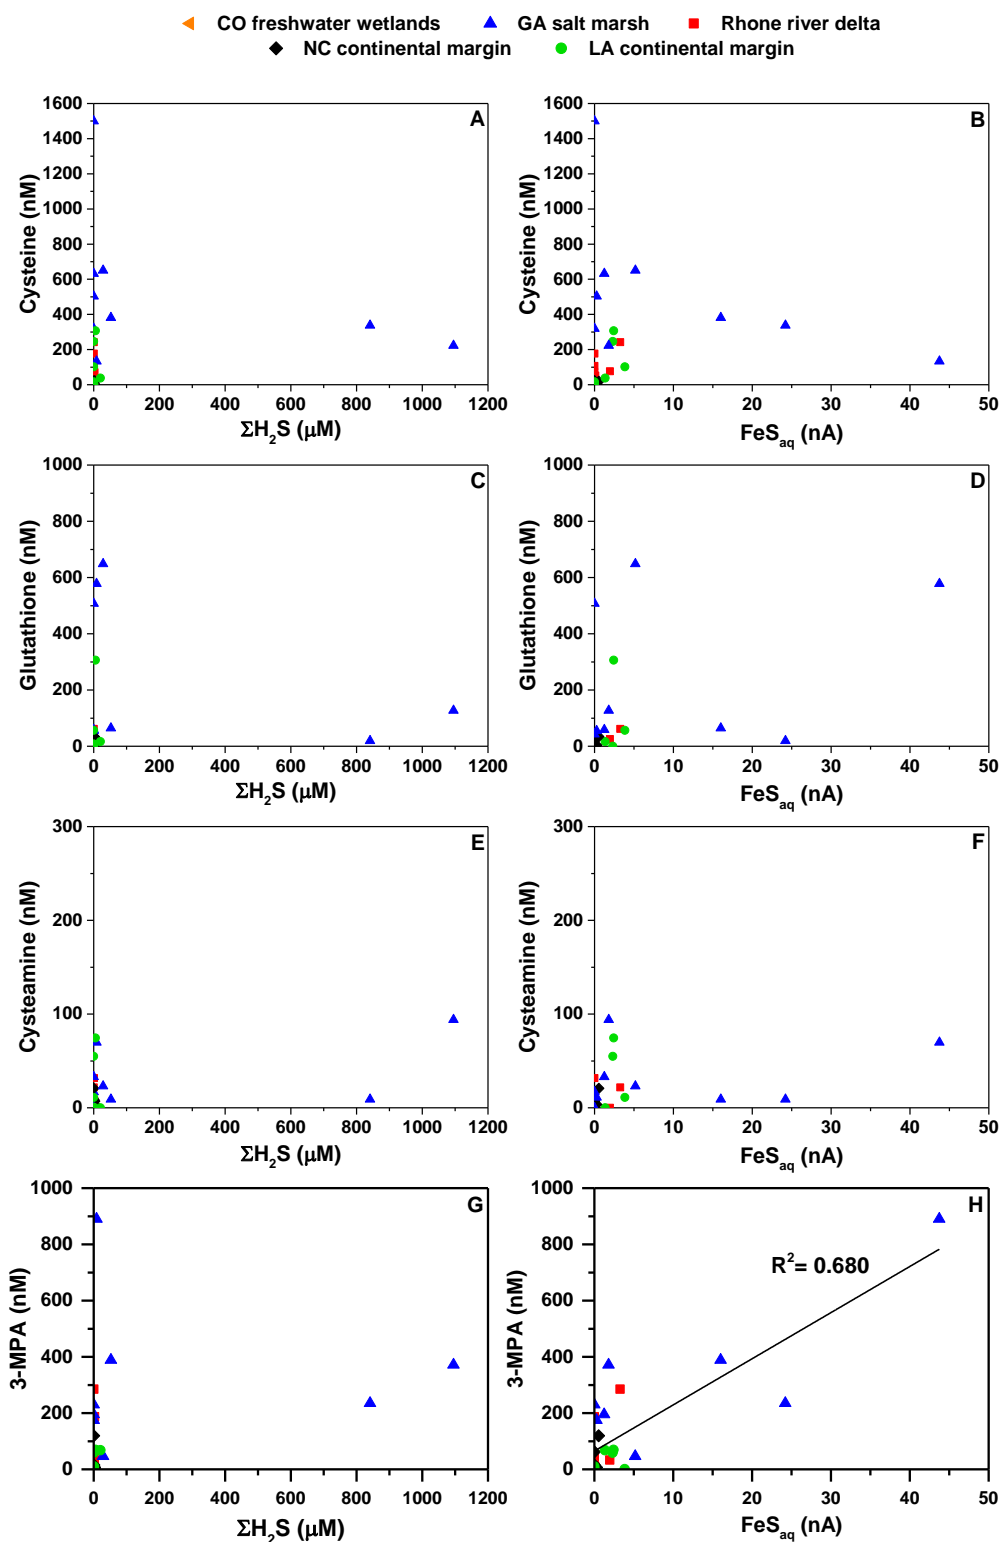 CO freshwater wetlands GA salt marsh Rhone river delta
NC continental margin LA continental margin
A
Cysteine (nM)
1600
1400
1200
1000
800
600
400
200
0
0 200 400 600 800 1000 1200
ΣH₂S (μM)
B
Cysteine (nM)
1600
1400
1200
1000
800
600
400
200
0
0 10 20 30 40 50
FeSaq (nA)
C
Glutathione (nM)
1000
800
600
400
200
0
0 200 400 600 800 1000 1200
ΣH₂S (μM)
D
Glutathione (nM)
1000
800
600
400
200
0
0 10 20 30 40 50
FeSaq (nA)
E
Cysteamine (nM)
300
200
100
0
0 200 400 600 800 1000 1200
ΣH₂S (μM)
F
Cysteamine (nM)
300
200
100
0
0 10 20 30 40 50
FeSaq (nA)
G
3-MPA (nM)
1000
800
600
400
200
0
0 200 400 600 800 1000 1200
ΣH₂S (μM)
H
3-MPA (nM)
1000
800
600
400
200
0
R²= 0.680
0 10 20 30 40 50
FeSaq (nA)